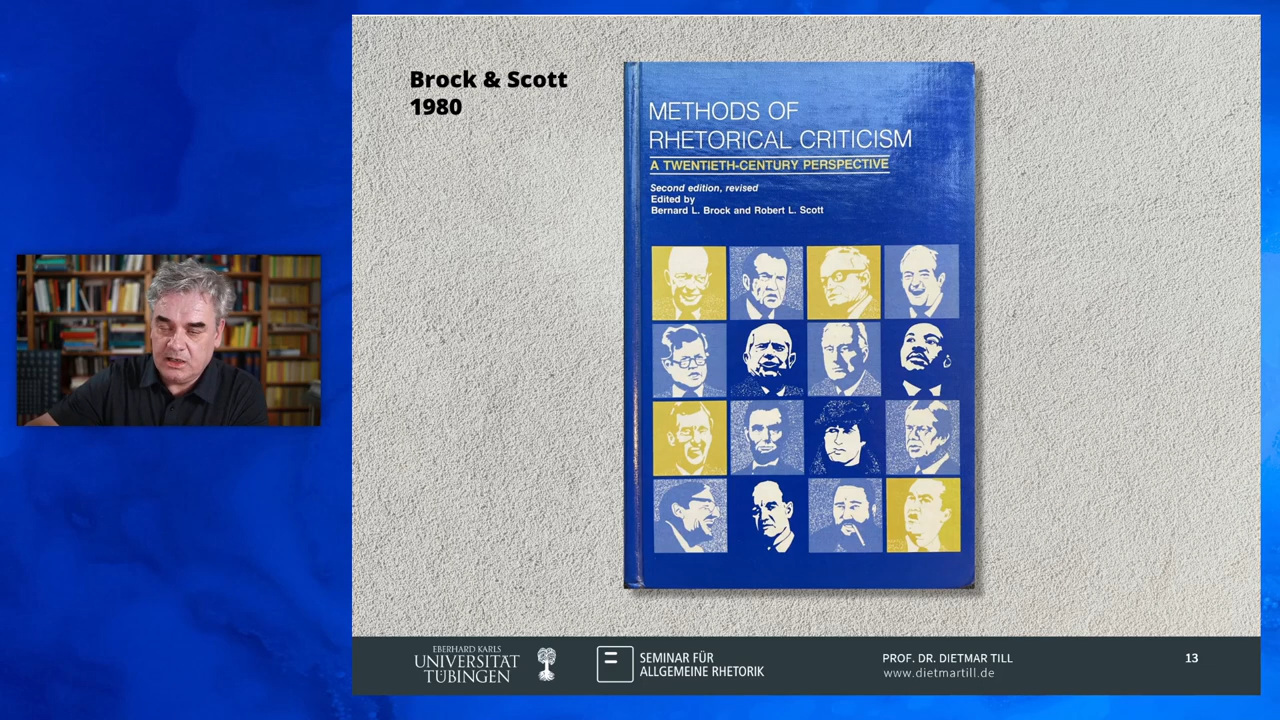 Brock & Scott
1980
METHODS OF
RHETORICAL CRITICISM
A TWENTIETH-CENTURY PERSPECTIVE
Second edition, revised
Edited by
Bernard L. Brock and Robert L. Scott
EBERHARD KARLS
UNIVERSITÄT
TÜBINGEN
SEMINAR FÜR
ALLGEMEINE RHETORIK
PROF. DR. DIETMAR TILL
www.dietmartill.de
13